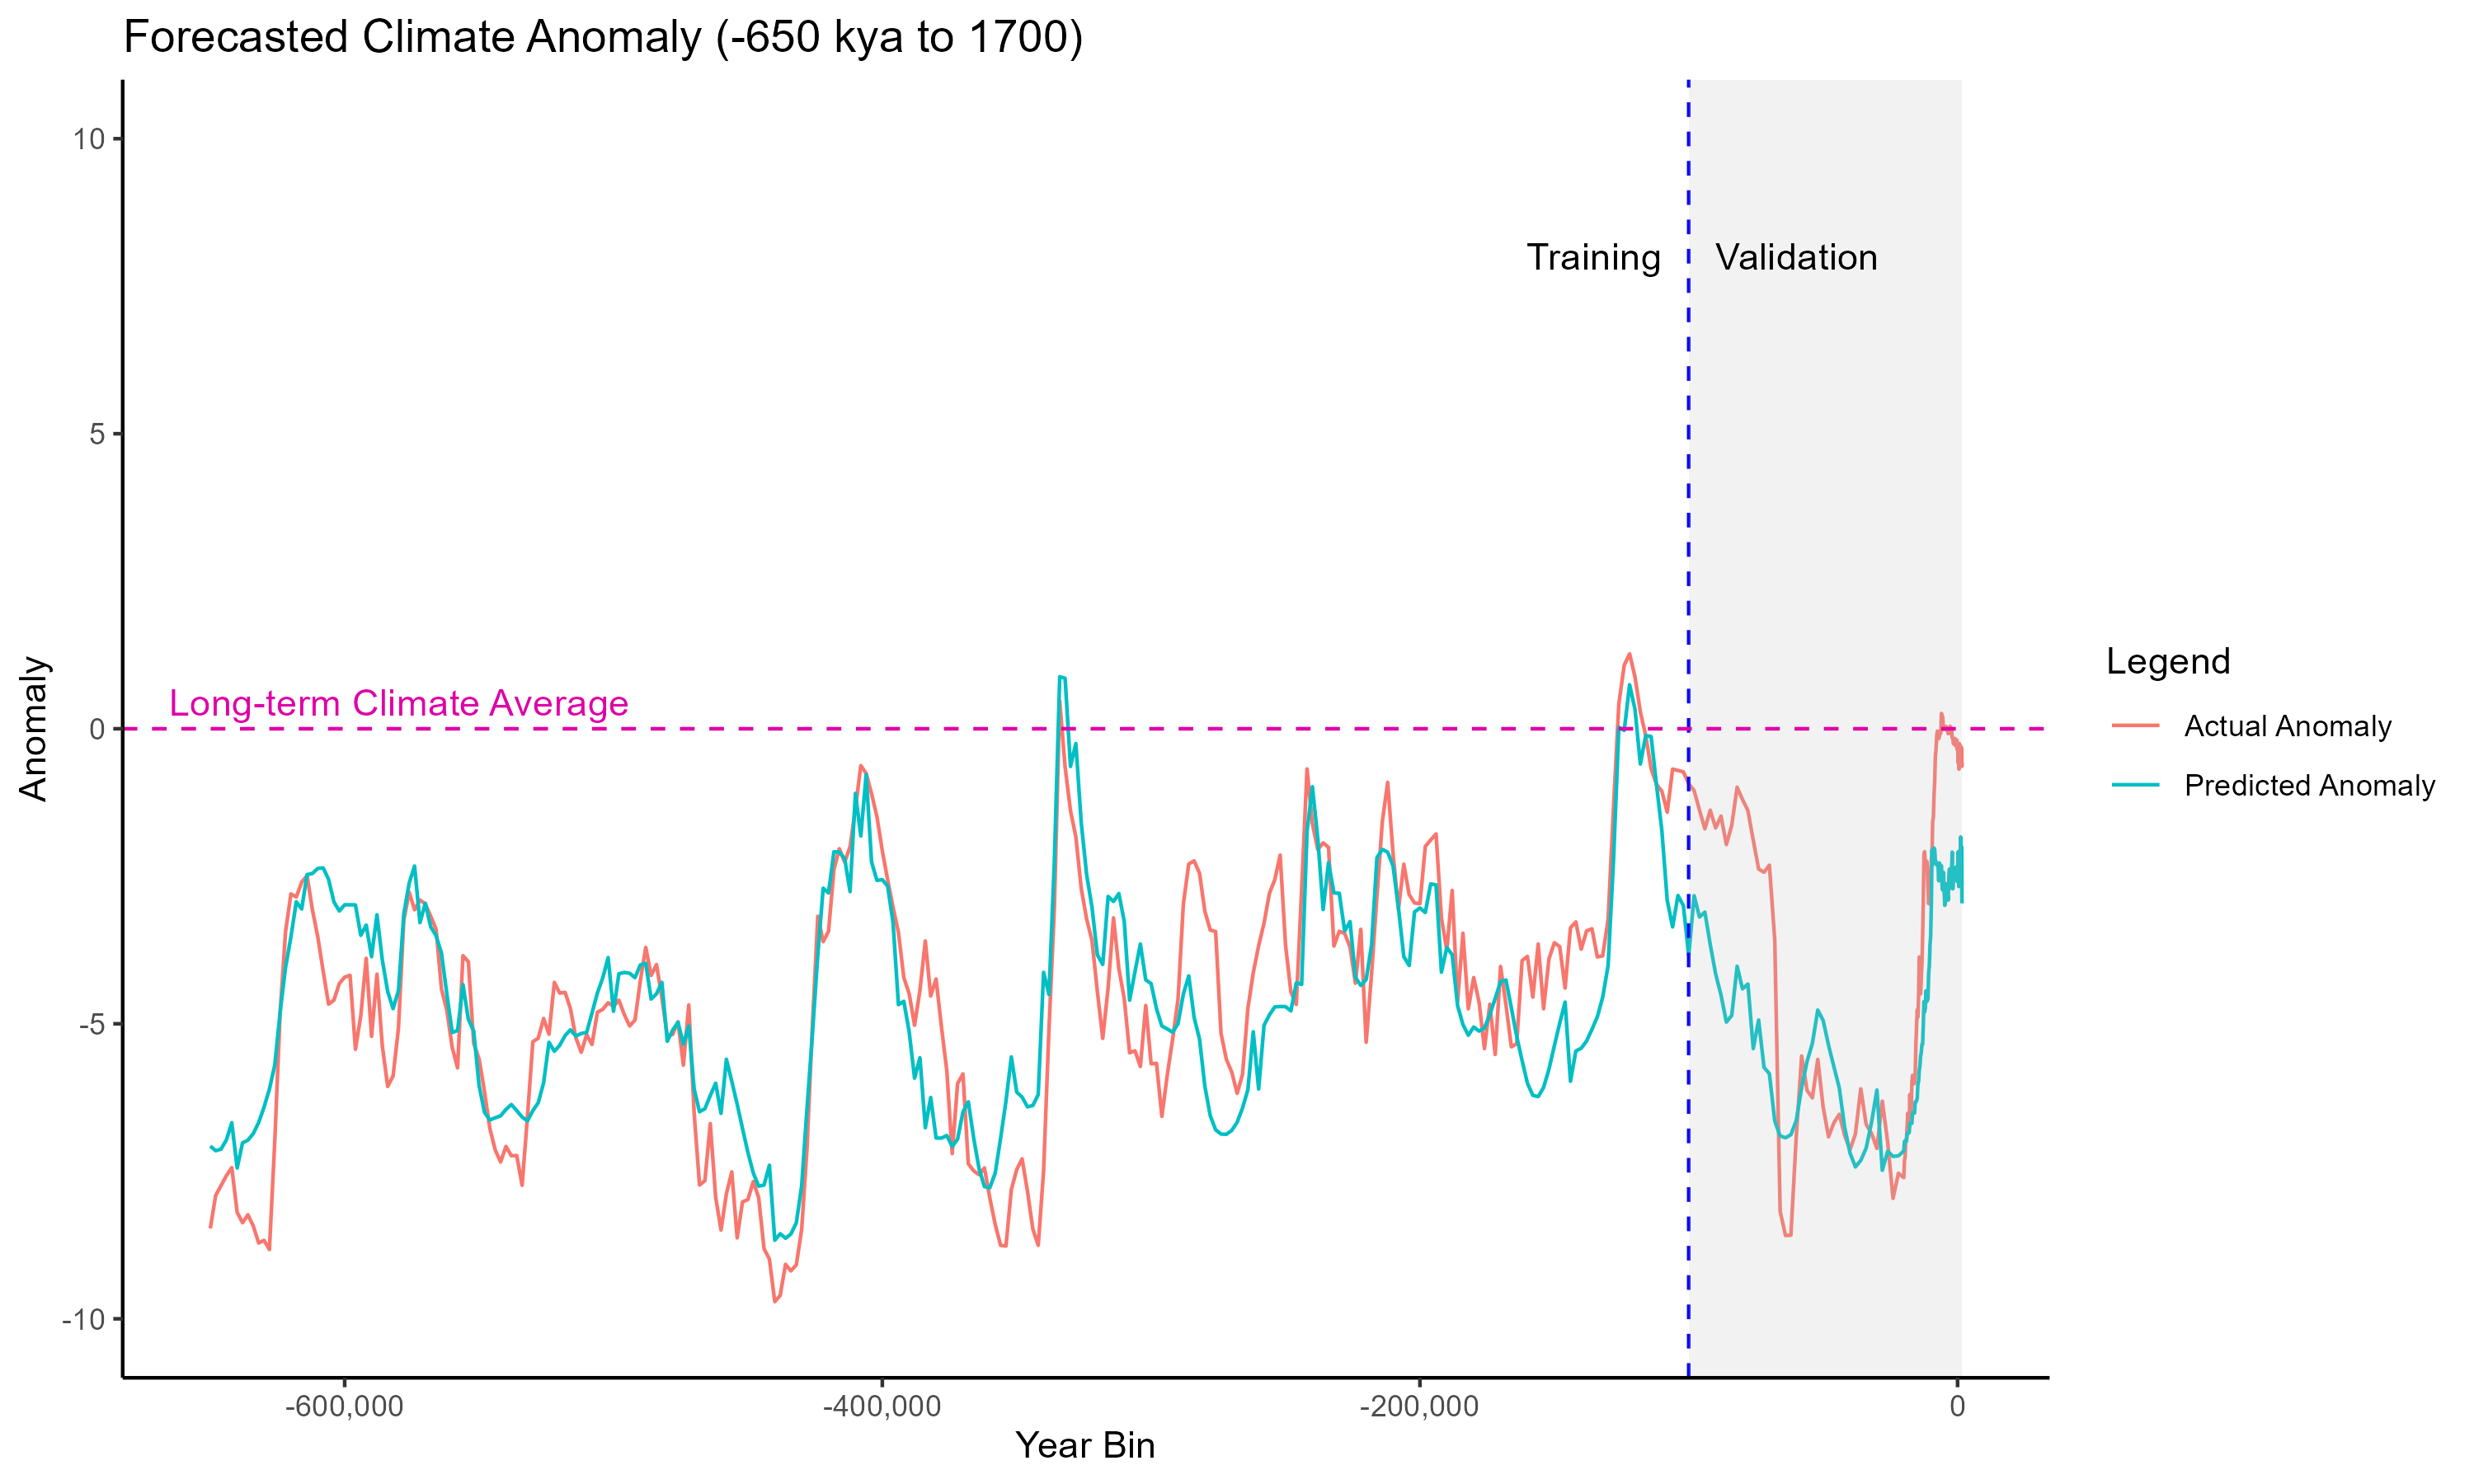 Forecasted Climate Anomaly (-650 kya to 1700)
10
5
0
-5
-10
Anomaly
Training
Validation
Long-term Climate Average
Legend
Actual Anomaly
Predicted Anomaly
-600,000
-400,000
-200,000
0
Year Bin